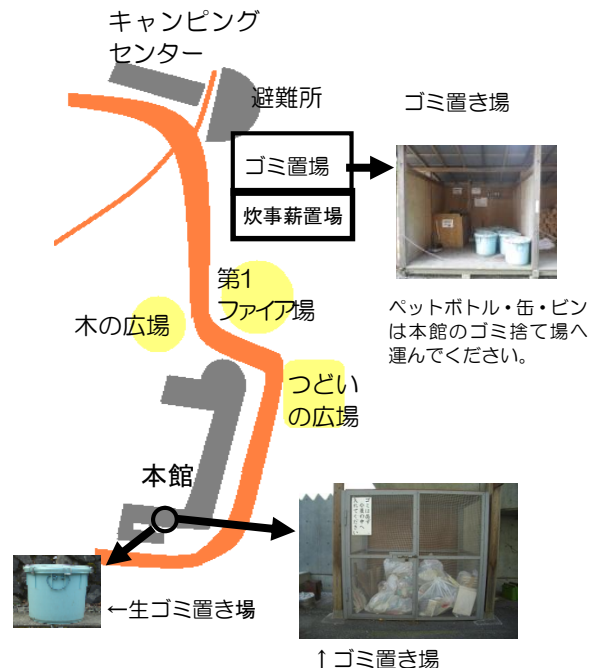 キャンピング
センター
避難所
ゴミ置き場
ゴミ置場
炊事薪置場
第1
ファイア場
木の広場
ペットボトル・缶・ビン
は本館のゴミ捨て場へ
運んでください。
つどい
の広場
本館
←生ゴミ置き場
↑ゴミ置き場